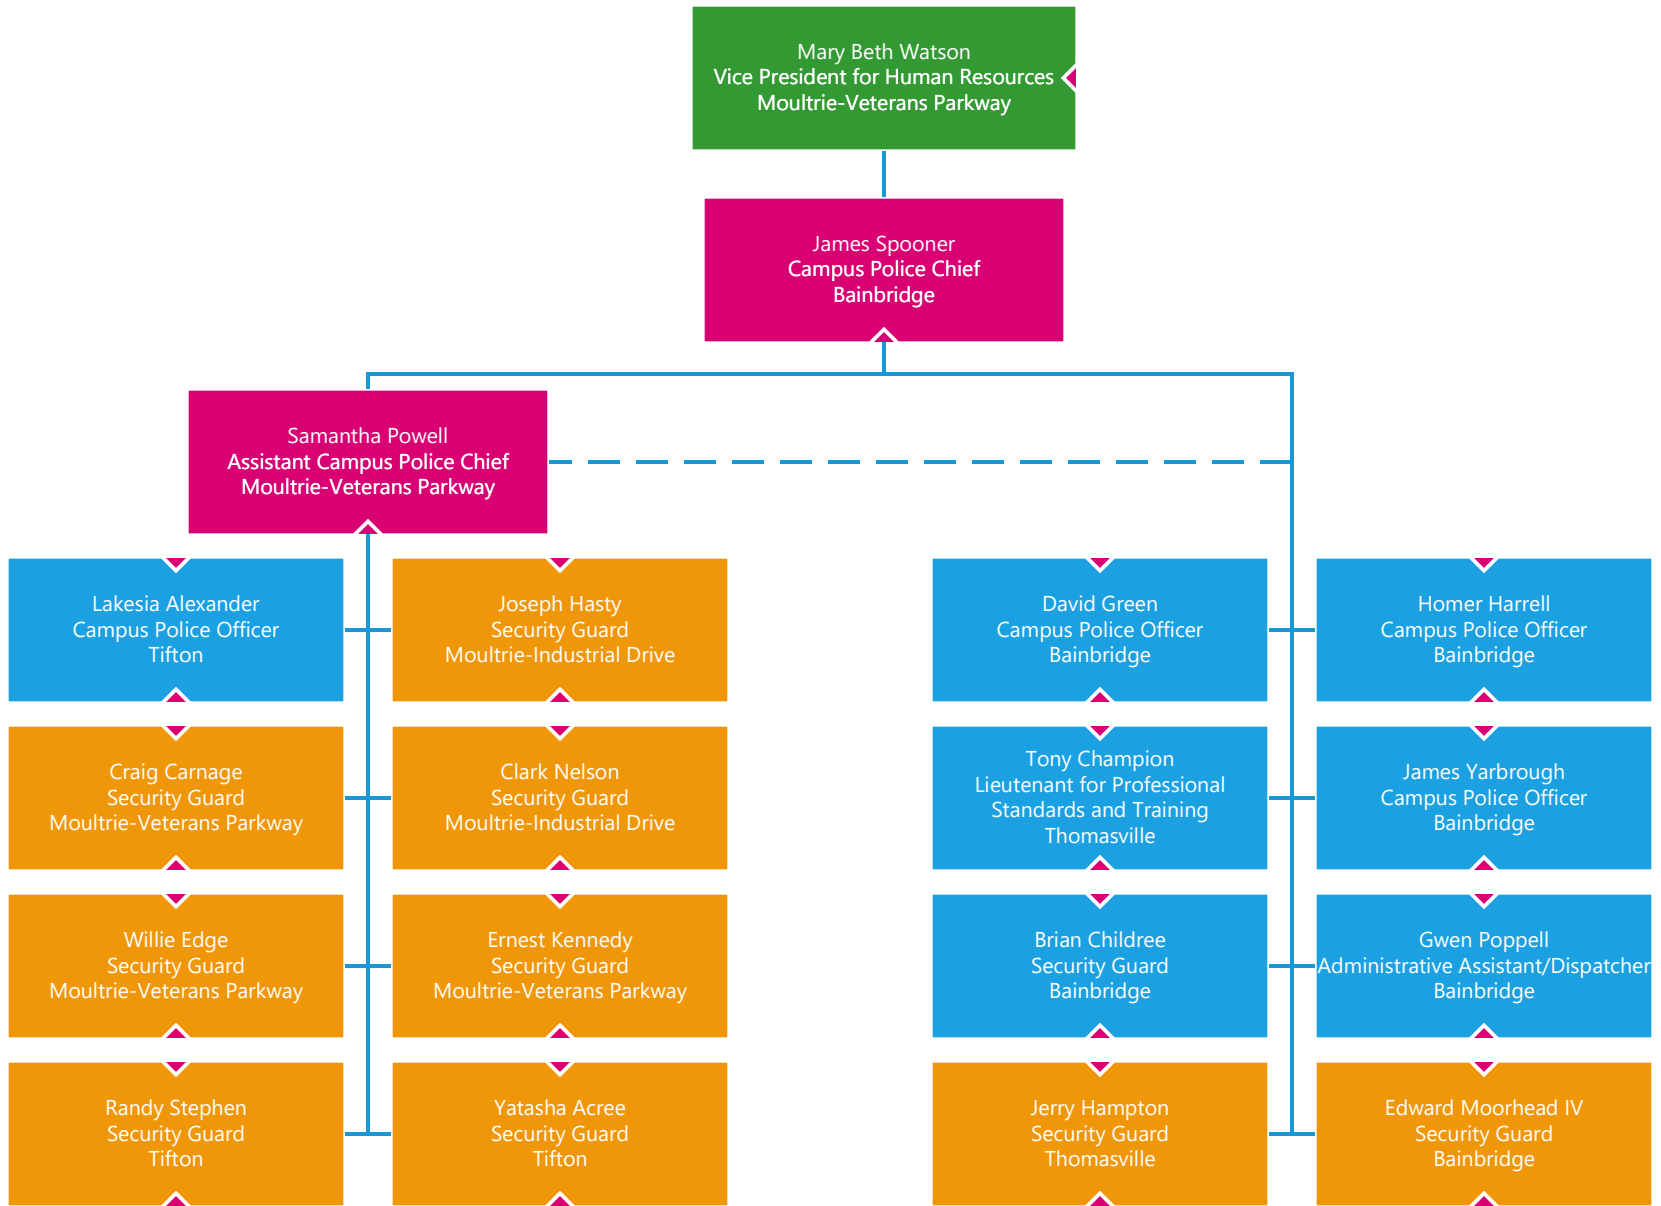 Mary Beth Watson
Vice President for Human Resources
Moultrie-Veterans Parkway
James Spooner
Campus Police Chief
Bainbridge
Samantha Powell
Assistant Campus Police Chief
Moultrie-Veterans Parkway
Lakesia Alexander
Campus Police Officer
Tifton
Joseph Hasty
Security Guard
Moultrie-Industrial Drive
David Green
Campus Police Officer
Bainbridge
Homer Harrell
Campus Police Officer
Bainbridge
Craig Carnage
Security Guard
Moultrie-Veterans Parkway
Clark Nelson
Security Guard
Moultrie-Industrial Drive
Tony Champion
Lieutenant for Professional
Standards and Training
Thomasville
James Yarbrough
Campus Police Officer
Bainbridge
Willie Edge
Security Guard
Moultrie-Veterans Parkway
Ernest Kennedy
Security Guard
Moultrie-Veterans Parkway
Brian Childree
Security Guard
Bainbridge
Gwen Poppell
Administrative Assistant/Dispatcher
Bainbridge
Randy Stephen
Security Guard
Tifton
Yatasha Acree
Security Guard
Tifton
Jerry Hampton
Security Guard
Thomasville
Edward Moorhead IV
Security Guard
Bainbridge